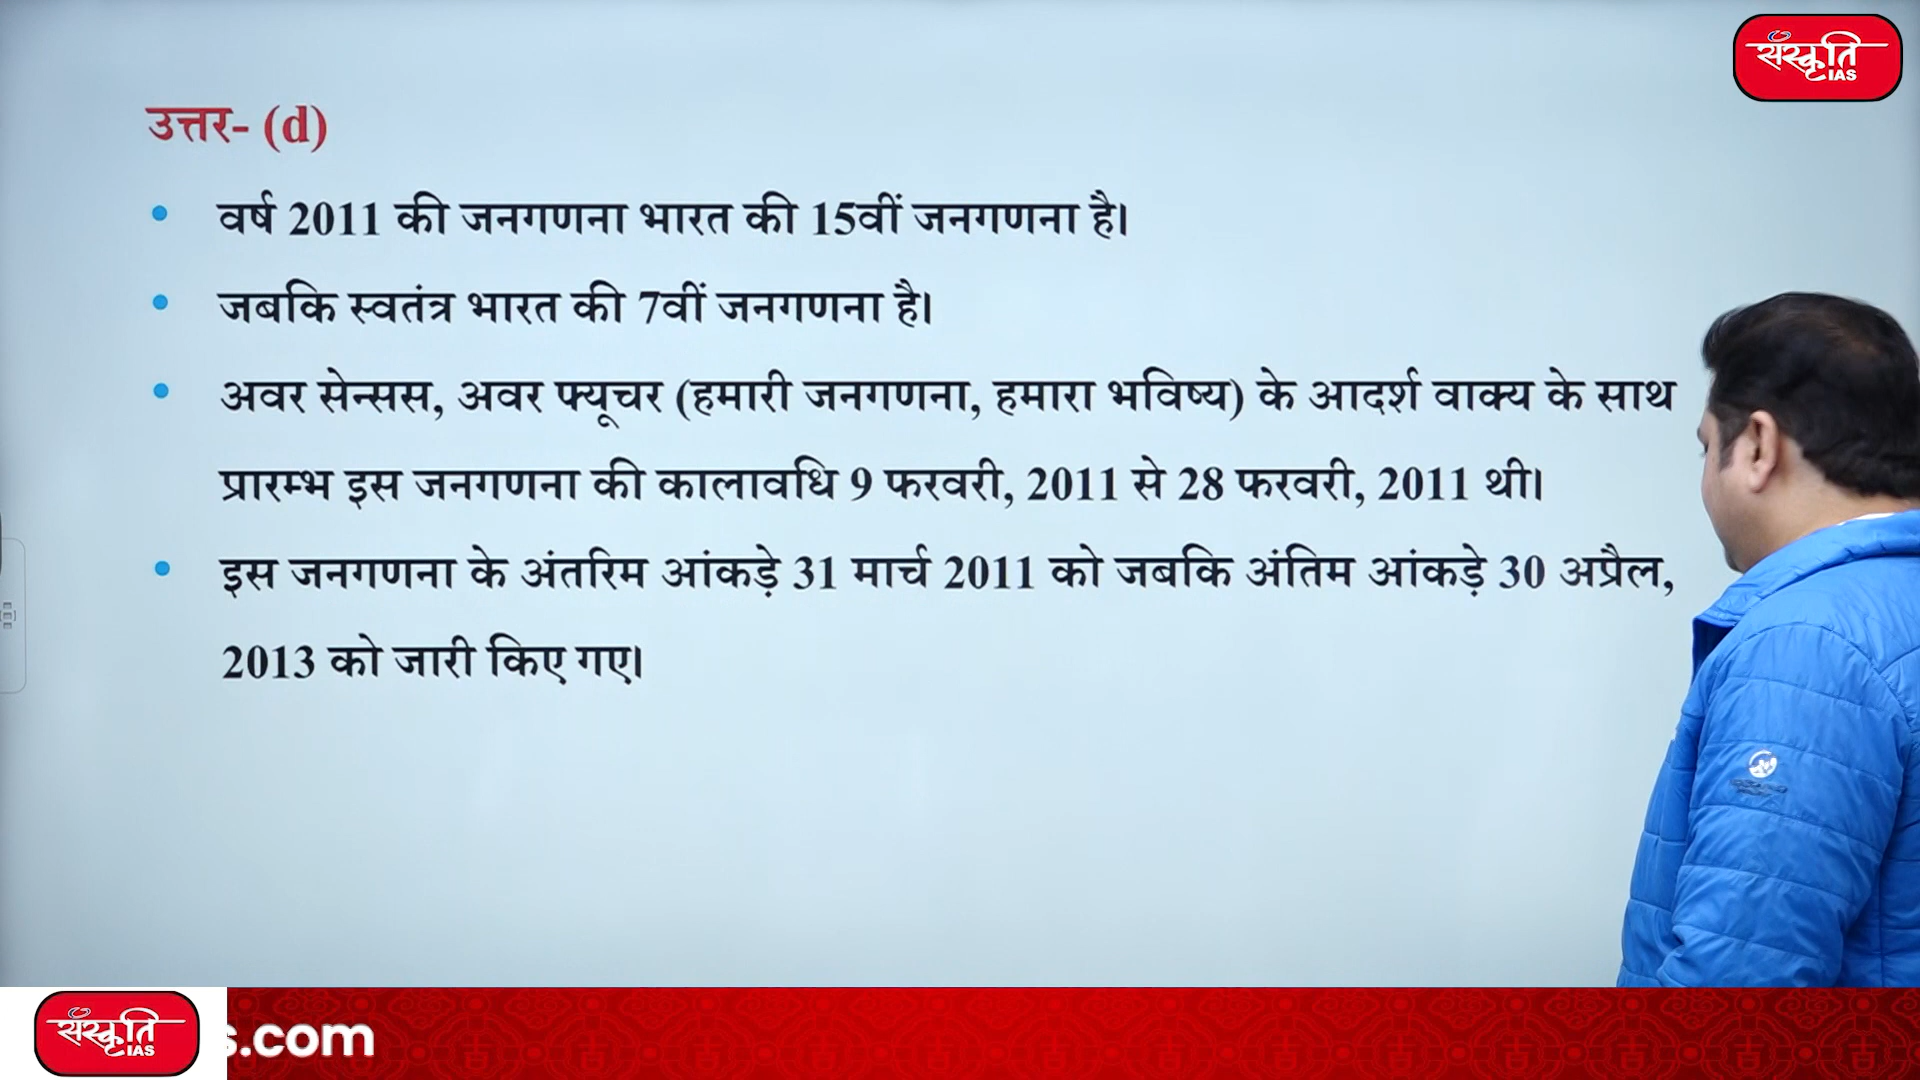 संस्कृति
IAS
उत्तर- (d)
• वर्ष 2011 की जनगणना भारत की 15वीं जनगणना है।
• जबकि स्वतंत्र भारत की 7वीं जनगणना है।
• अवर सेन्सस, अवर फ्यूचर (हमारी जनगणना, हमारा भविष्य) के आदर्श वाक्य के साथ
प्रारम्भ इस जनगणना की कालावधि 9 फरवरी, 2011 से 28 फरवरी, 2011 थी।
• इस जनगणना के अंतरिम आंकड़े 31 मार्च 2011 को जबकि अंतिम आंकड़े 30 अप्रैल,
2013 को जारी किए गए।
संस्कृति
IAS
s.com